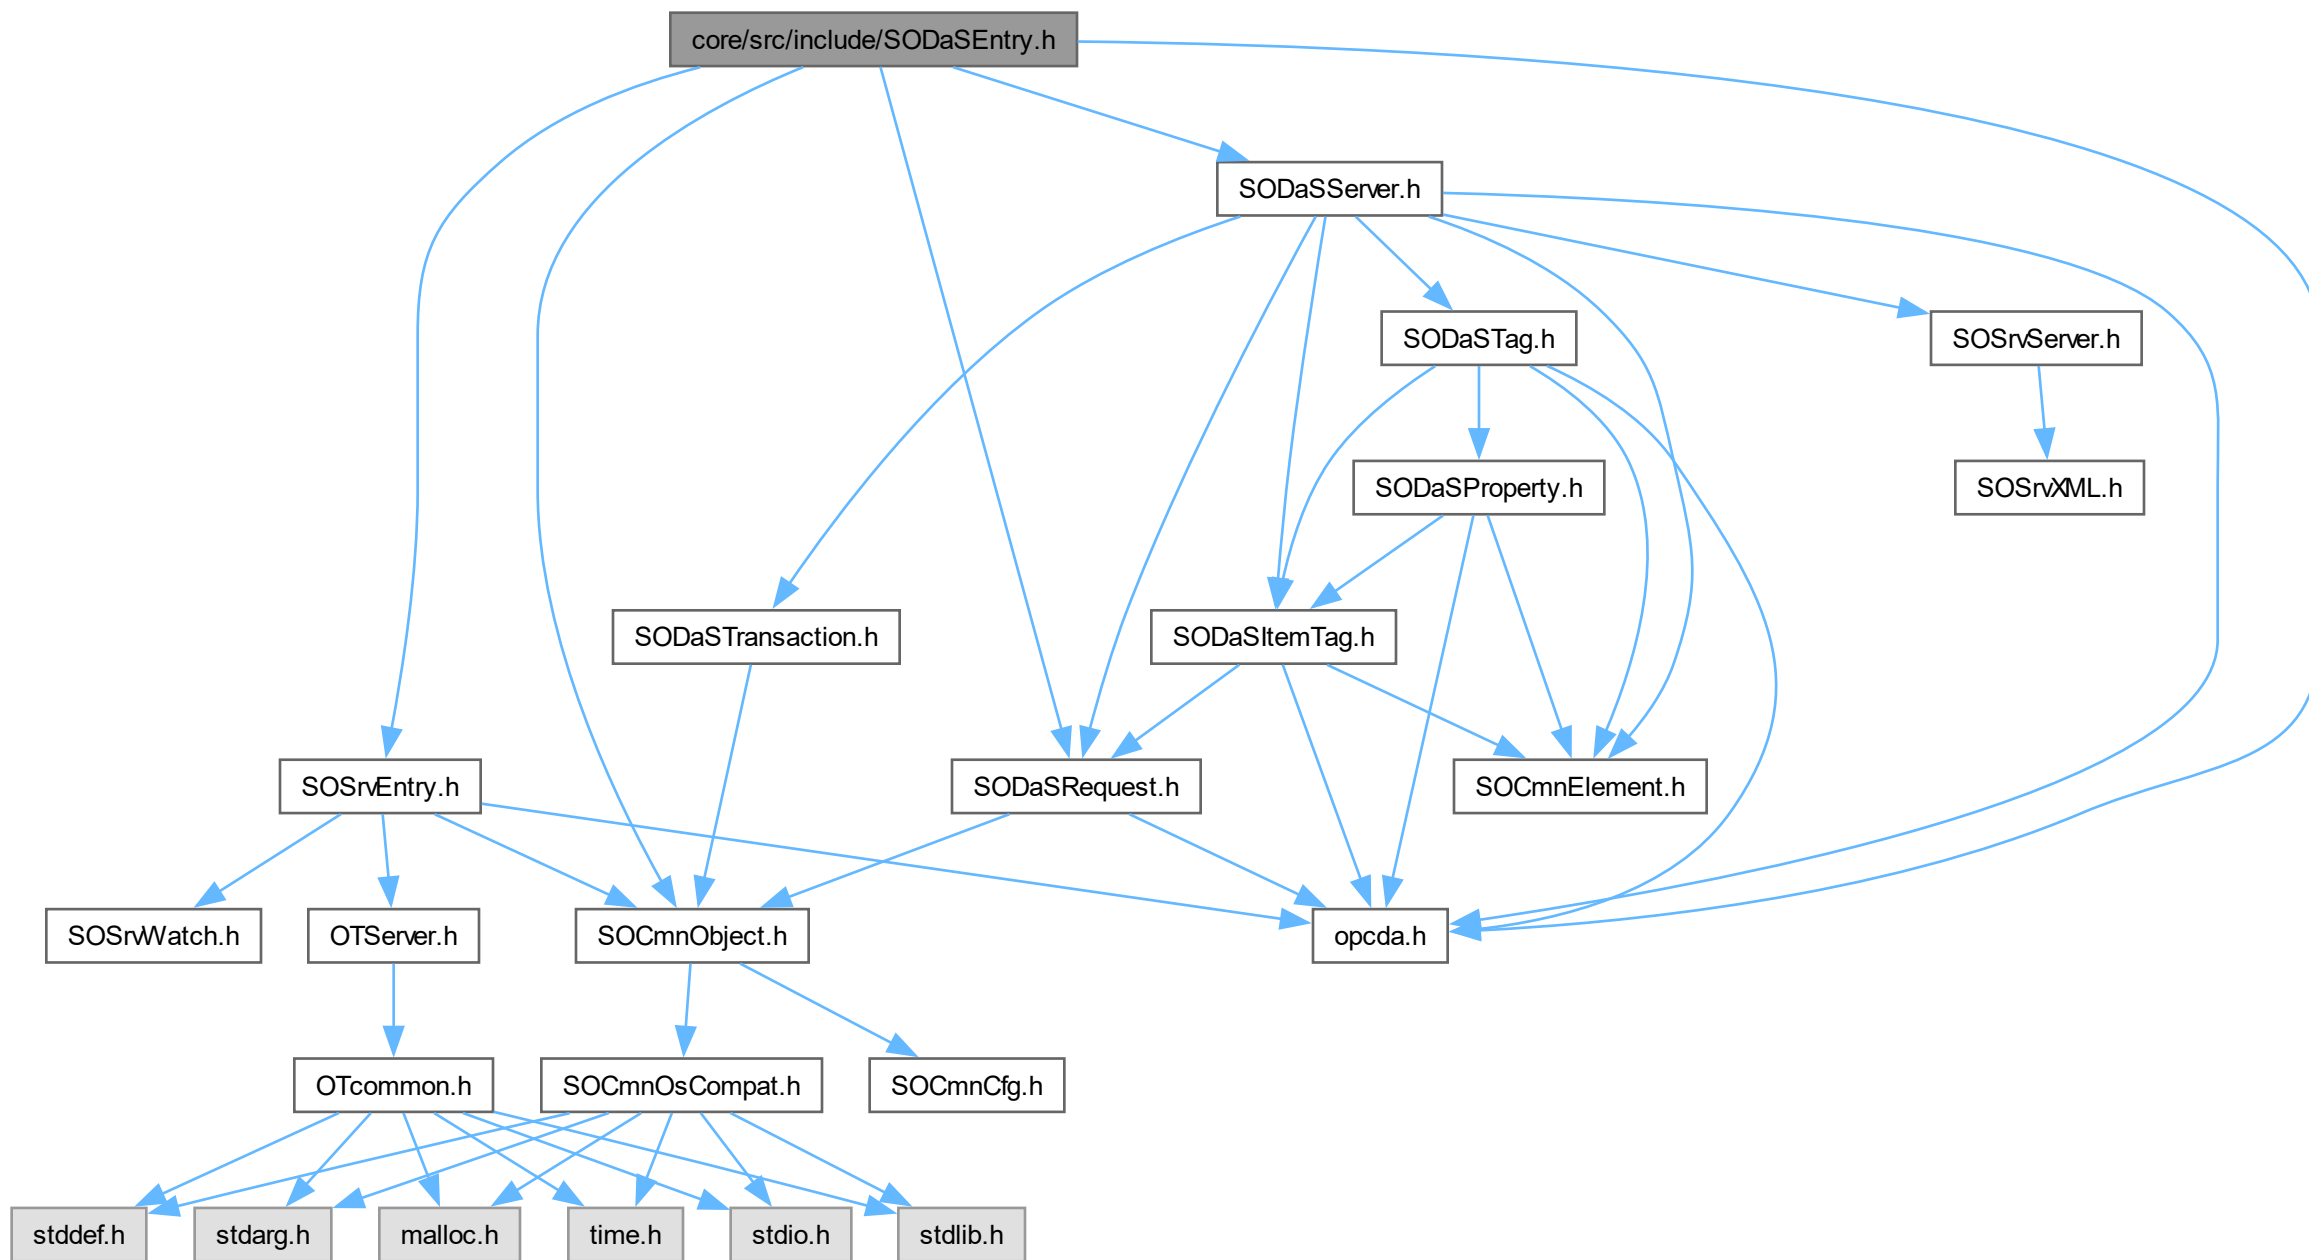 core/src/include/SODaSEntry.h
SODaSServer.h
SODaSTag.h
SOSrvServer.h
SODaSProperty.h
SOSrvXML.h
SODaSTransaction.h
SODaSItemTag.h
SOSrvEntry.h
SODaSRequest.h
SOCmnElement.h
SOSrvWatch.h
OTServer.h
SOCmnObject.h
opcda.h
OTcommon.h
SOCmnOsCompat.h
SOCmnCfg.h
stddef.h
stdarg.h
malloc.h
time.h
stdio.h
stdlib.h